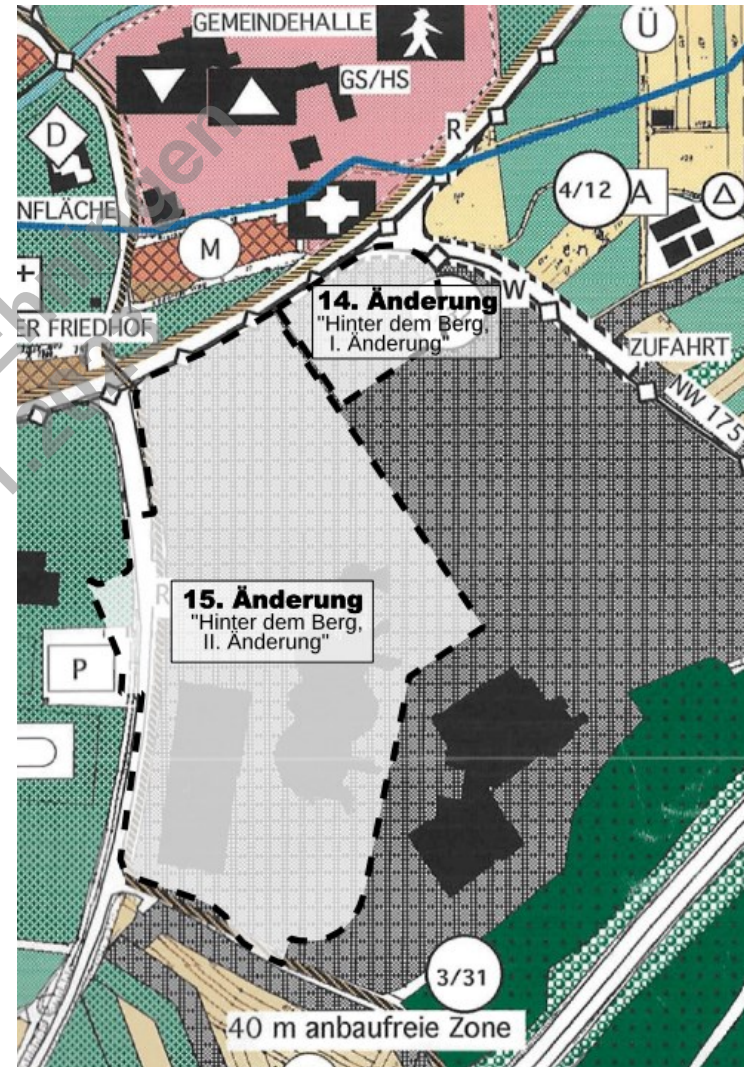 GEMEINDEHALLE
Ü
GS/HS
D
R
4/12
A
NFLÄCHE
M
14. Änderung
"Hinter dem Berg,
I. Änderung"
W
ER FRIEDHOF
ZUFAHRT
NW 175
15. Änderung
"Hinter dem Berg,
II. Änderung"
R
P
3/31
40 m anbaufreie Zone